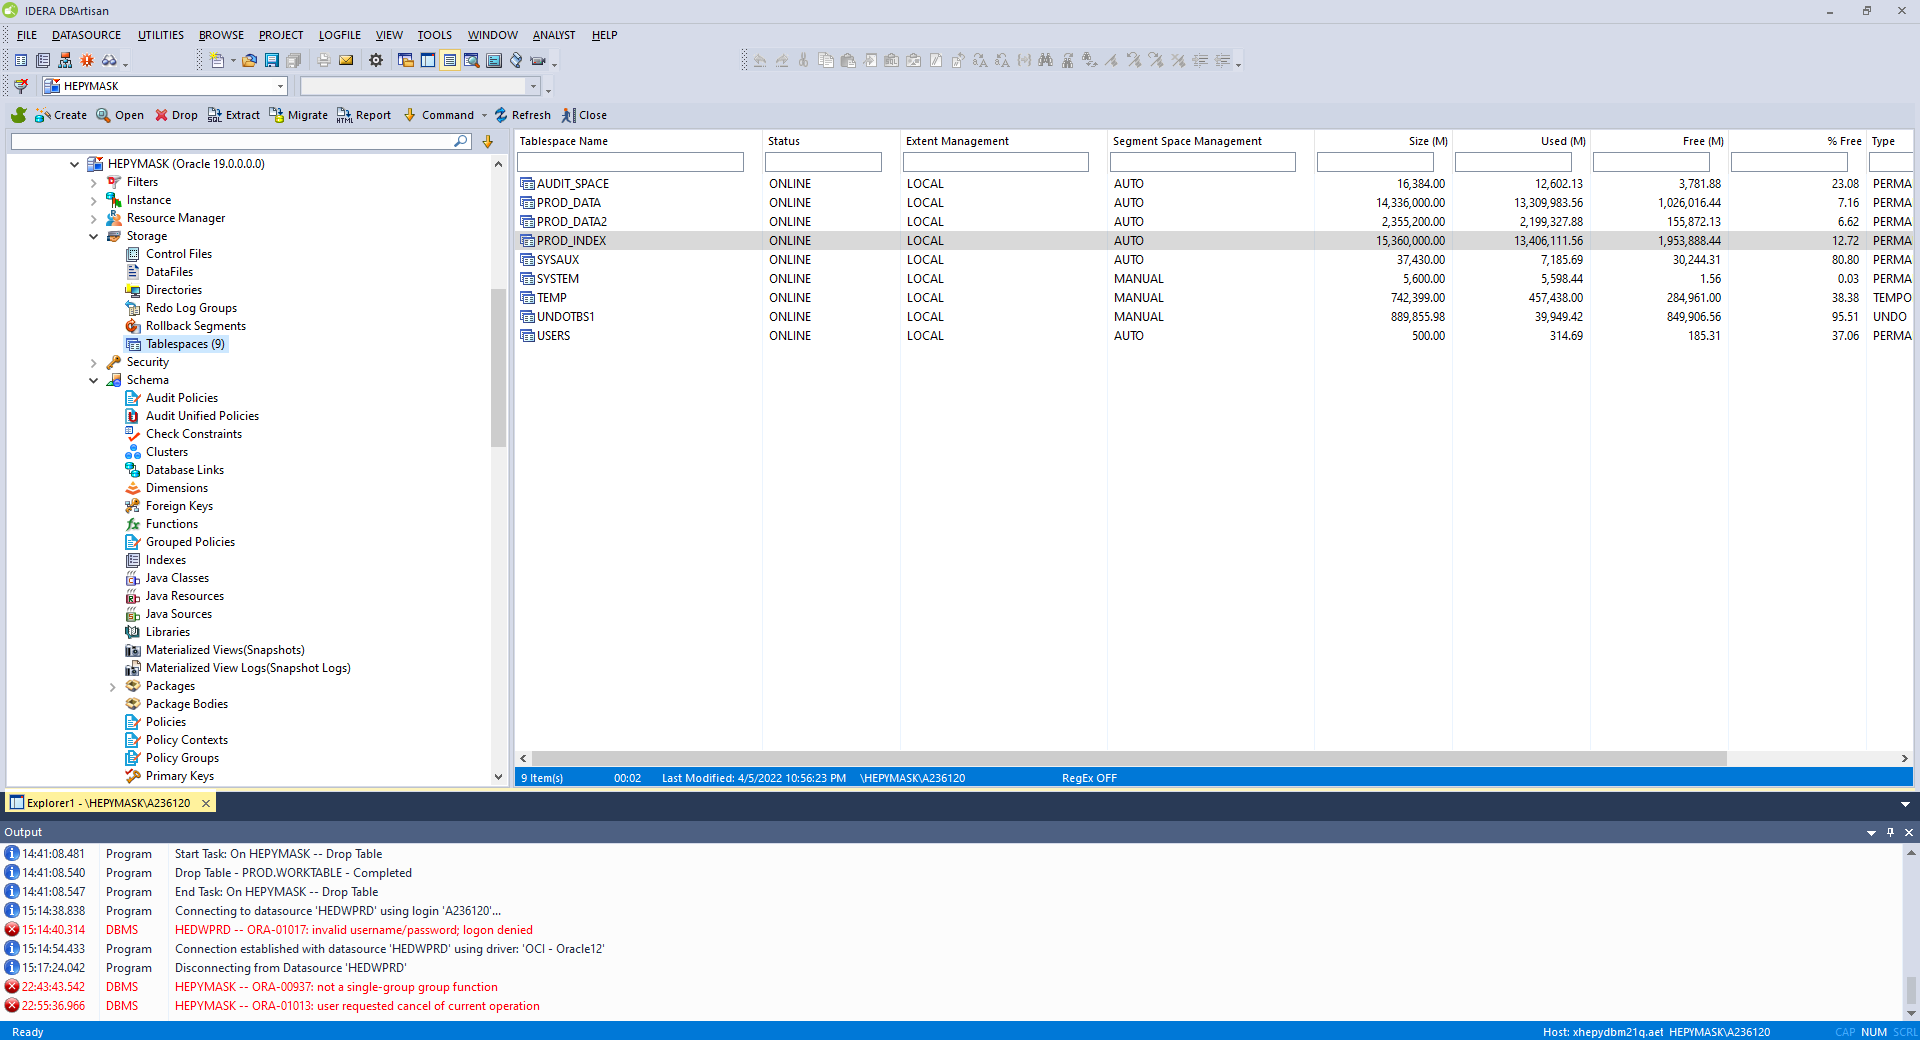 IDERA DBArtisan
FILE DATASOURCE UTILITIES BROWSE PROJECT LOGFILE VIEW TOOLS WINDOW ANALYST HELP
HEPYMASK
Create Open Drop Extract Migrate Report Command Refresh Close
HEPYMASK (Oracle 19.0.0.0.0)
Filters
Instance
Resource Manager
Storage
Control Files
DataFiles
Directories
Redo Log Groups
Rollback Segments
Tablespaces (9)
Security
Schema
Audit Policies
Audit Unified Policies
Check Constraints
Clusters
Database Links
Dimensions
Foreign Keys
Functions
Grouped Policies
Indexes
Java Classes
Java Resources
Java Sources
Libraries
Materialized Views(Snapshots)
Materialized View Logs(Snapshot Logs)
Packages
Package Bodies
Policies
Policy Contexts
Policy Groups
Primary Keys
Tablespace Name Status Extent Management Segment Space Management Size (M) Used (M) Free (M) % Free Type
AUDIT_SPACE ONLINE LOCAL AUTO 16,384.00 12,602.13 3,781.88 23.08 PERMA
PROD_DATA ONLINE LOCAL AUTO 14,336,000.00 13,309,983.56 1,026,016.44 7.16 PERMA
PROD_DATA2 ONLINE LOCAL AUTO 2,355,200.00 2,199,327.88 155,872.13 6.62 PERMA
PROD_INDEX ONLINE LOCAL AUTO 15,360,000.00 13,406,111.56 1,953,888.44 12.72 PERMA
SYSAUX ONLINE LOCAL AUTO 37,430.00 7,185.69 30,244.31 80.80 PERMA
SYSTEM ONLINE LOCAL MANUAL 5,600.00 5,598.44 1.56 0.03 PERMA
TEMP ONLINE LOCAL MANUAL 742,399.00 457,438.00 284,961.00 38.38 TEMPO
UNDOTBS1 ONLINE LOCAL MANUAL 889,855.98 39,949.42 849,906.56 95.51 UNDO
USERS ONLINE LOCAL AUTO 500.00 314.69 185.31 37.06 PERMA
9 Item(s) 00:02 Last Modified: 4/5/2022 10:56:23 PM \HEPYMASK\A236120 RegEx OFF
Explorer1 - \HEPYMASK\A236120
Output
14:41:08.481 Program Start Task: On HEPYMASK -- Drop Table
14:41:08.540 Program Drop Table - PROD.WORKTABLE - Completed
14:41:08.547 Program End Task: On HEPYMASK -- Drop Table
15:14:38.838 Program Connecting to datasource 'HEDWPRD' using login 'A236120'...
15:14:40.314 DBMS HEDWPRD -- ORA-01017: invalid username/password; logon denied
15:14:54.433 Program Connection established with datasource 'HEDWPRD' using driver: 'OCI - Oracle12'
15:17:24.042 Program Disconnecting from Datasource 'HEDWPRD'
22:43:43.542 DBMS HEPYMASK -- ORA-00937: not a single-group group function
22:55:36.966 DBMS HEPYMASK -- ORA-01013: user requested cancel of current operation
Ready Host: xhepydbm21q.aet HEPYMASK\A236120 CAP NUM SCRL